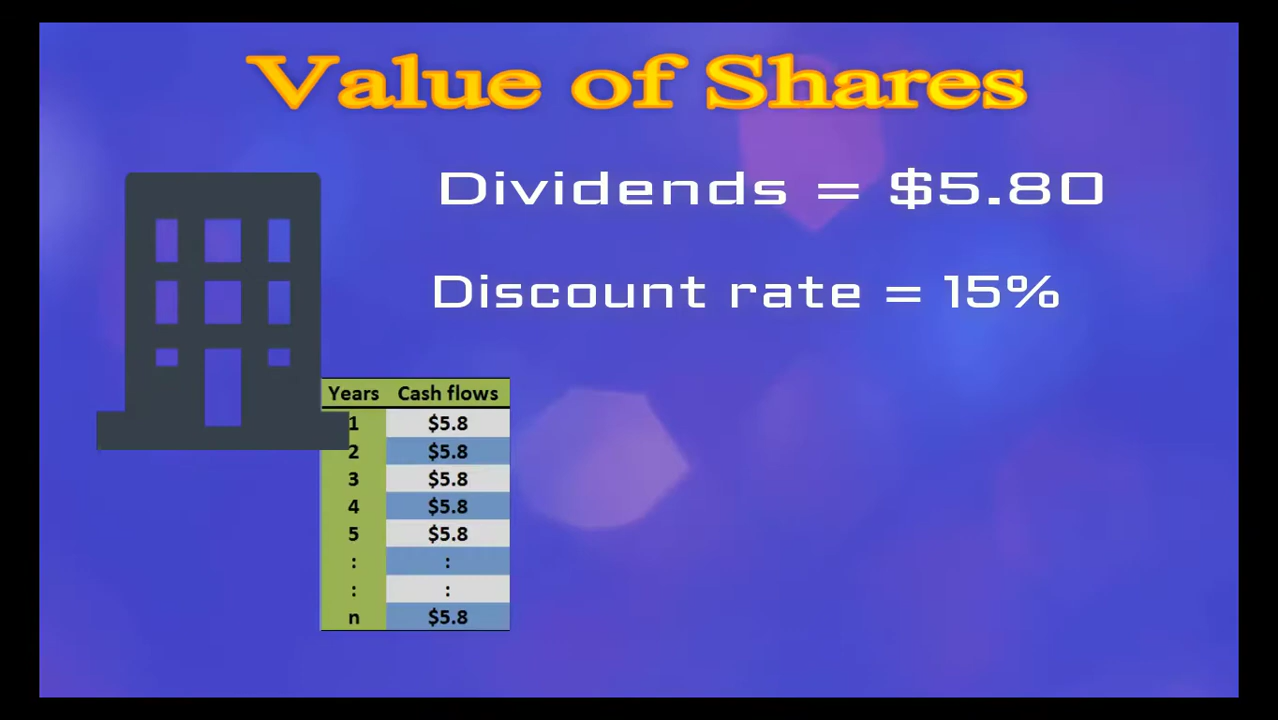 Value of Shares
Dividends = $5.80
Discount rate = 15%
Years Cash flows
1 $5.8
2 $5.8
3 $5.8
4 $5.8
5 $5.8
: :
: :
n $5.8